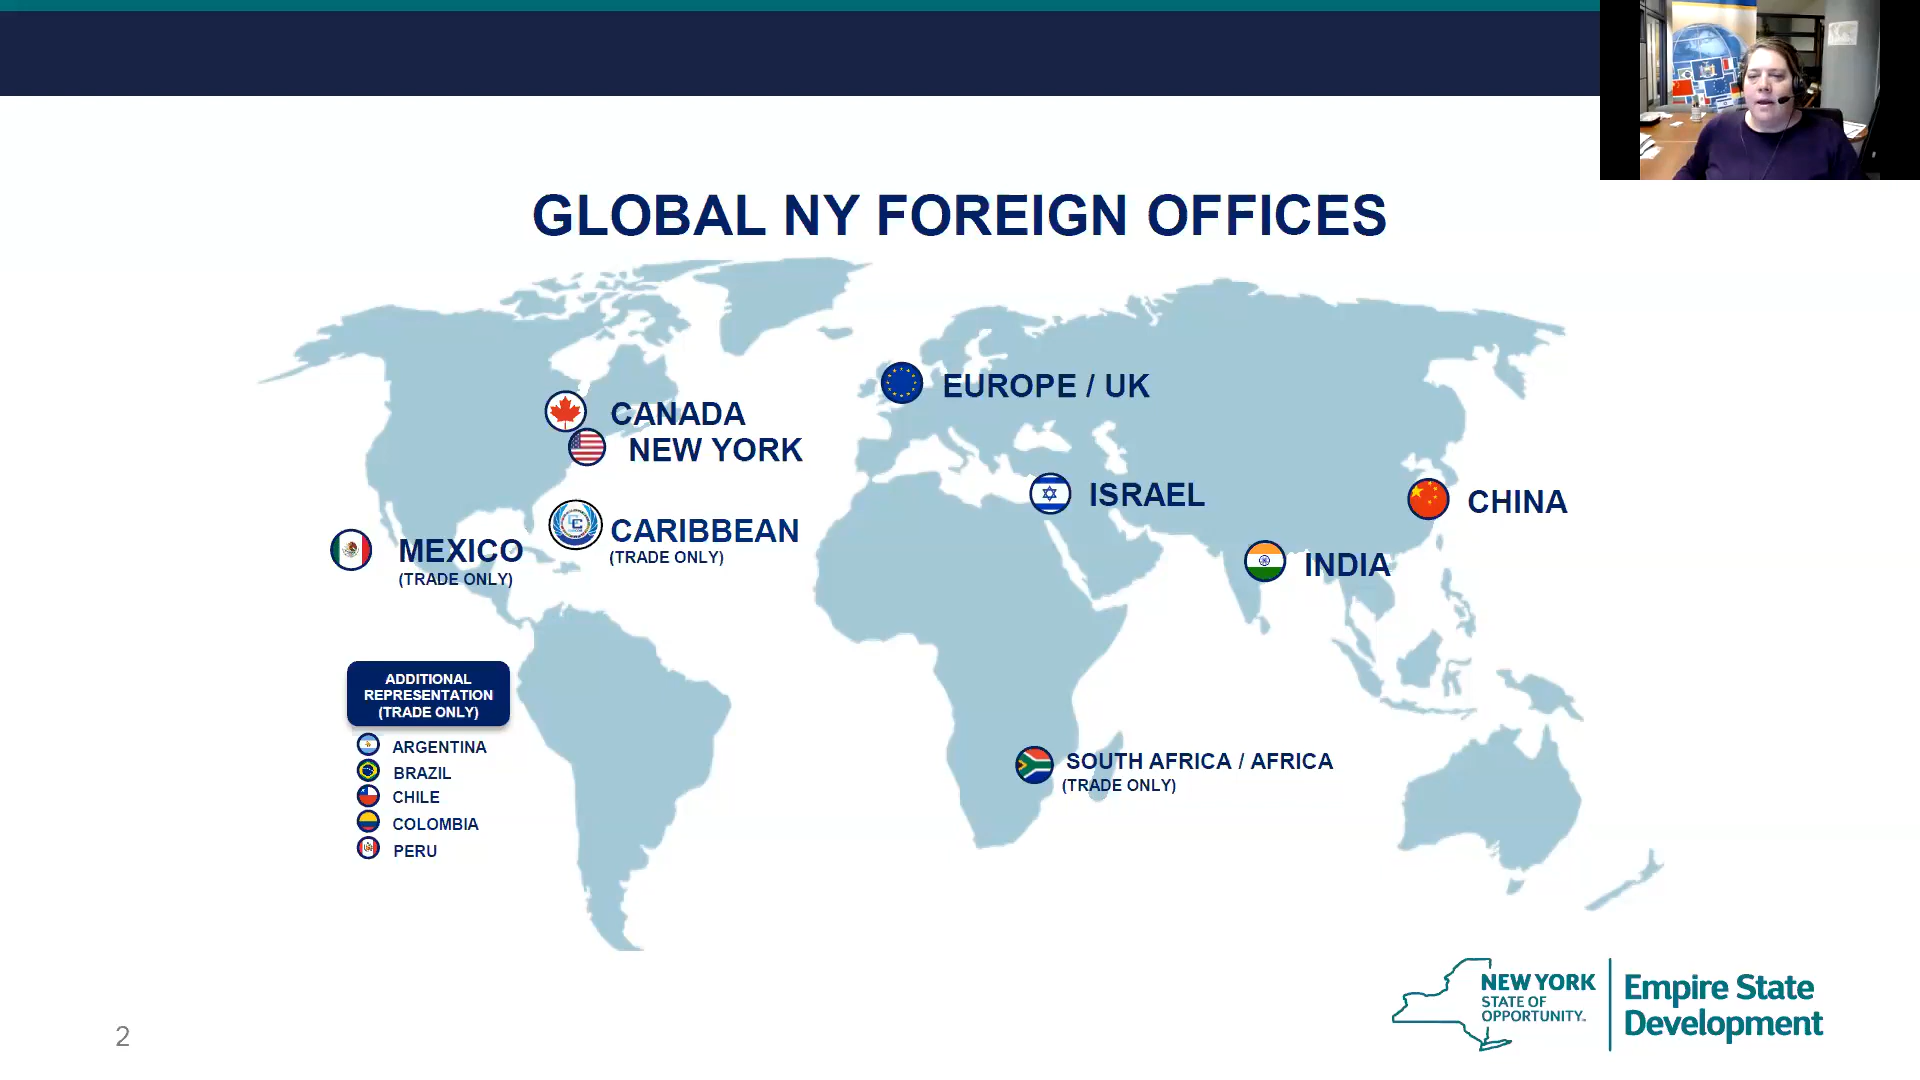 GLOBAL NY FOREIGN OFFICES
EUROPE / UK
CANADA
NEW YORK
ISRAEL
CHINA
CARIBBEAN
(TRADE ONLY)
MEXICO
(TRADE ONLY)
INDIA
ADDITIONAL
REPRESENTATION
(TRADE ONLY)
ARGENTINA
BRAZIL
CHILE
COLOMBIA
PERU
SOUTH AFRICA / AFRICA
(TRADE ONLY)
NEW YORK
STATE OF
OPPORTUNITY™
Empire State
Development
2